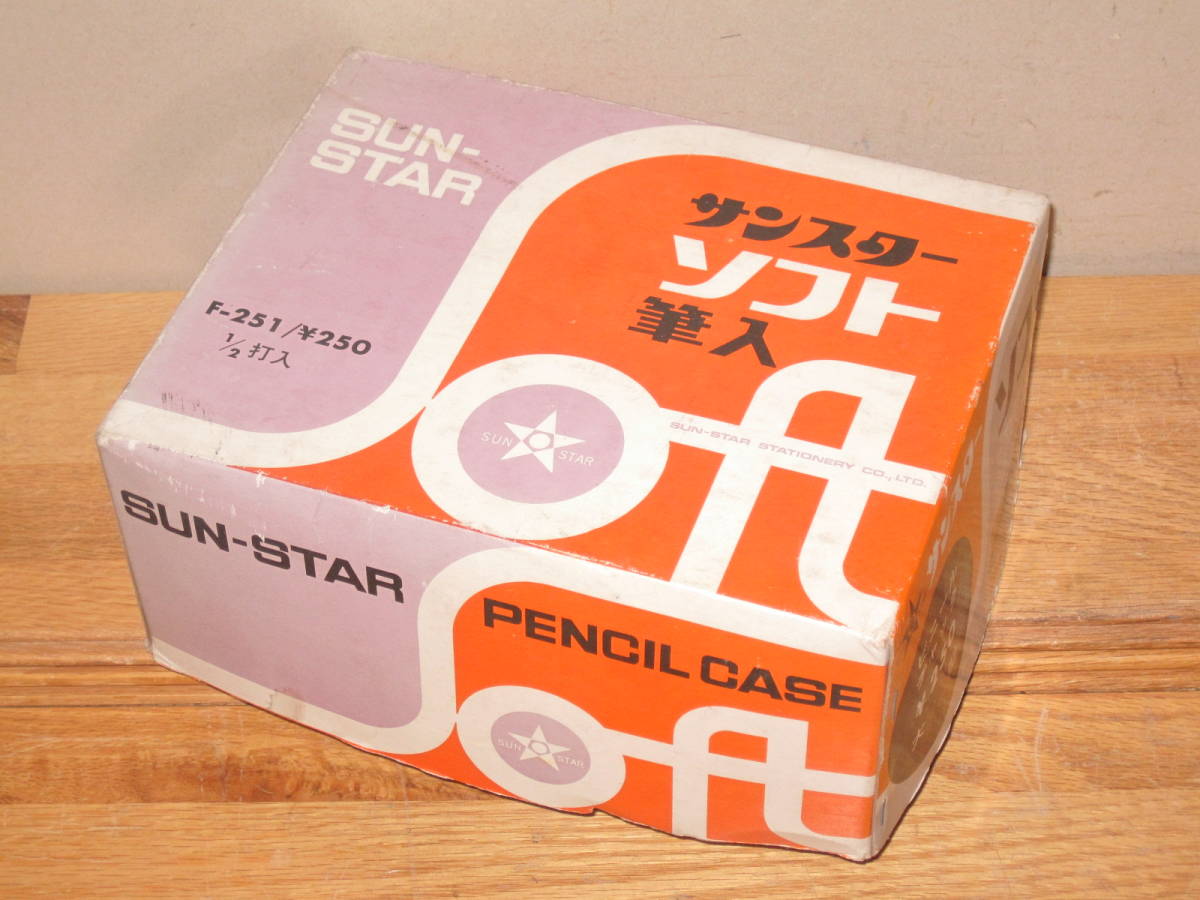 SUN-
STAR
サンスター
ソフト
筆入
F-251/¥250
1/2 打入
Soft
SUN STAR
SUN-STAR STATIONERY CO., LTD.
SUN-STAR
PENCIL CASE
Soft
SUN STAR